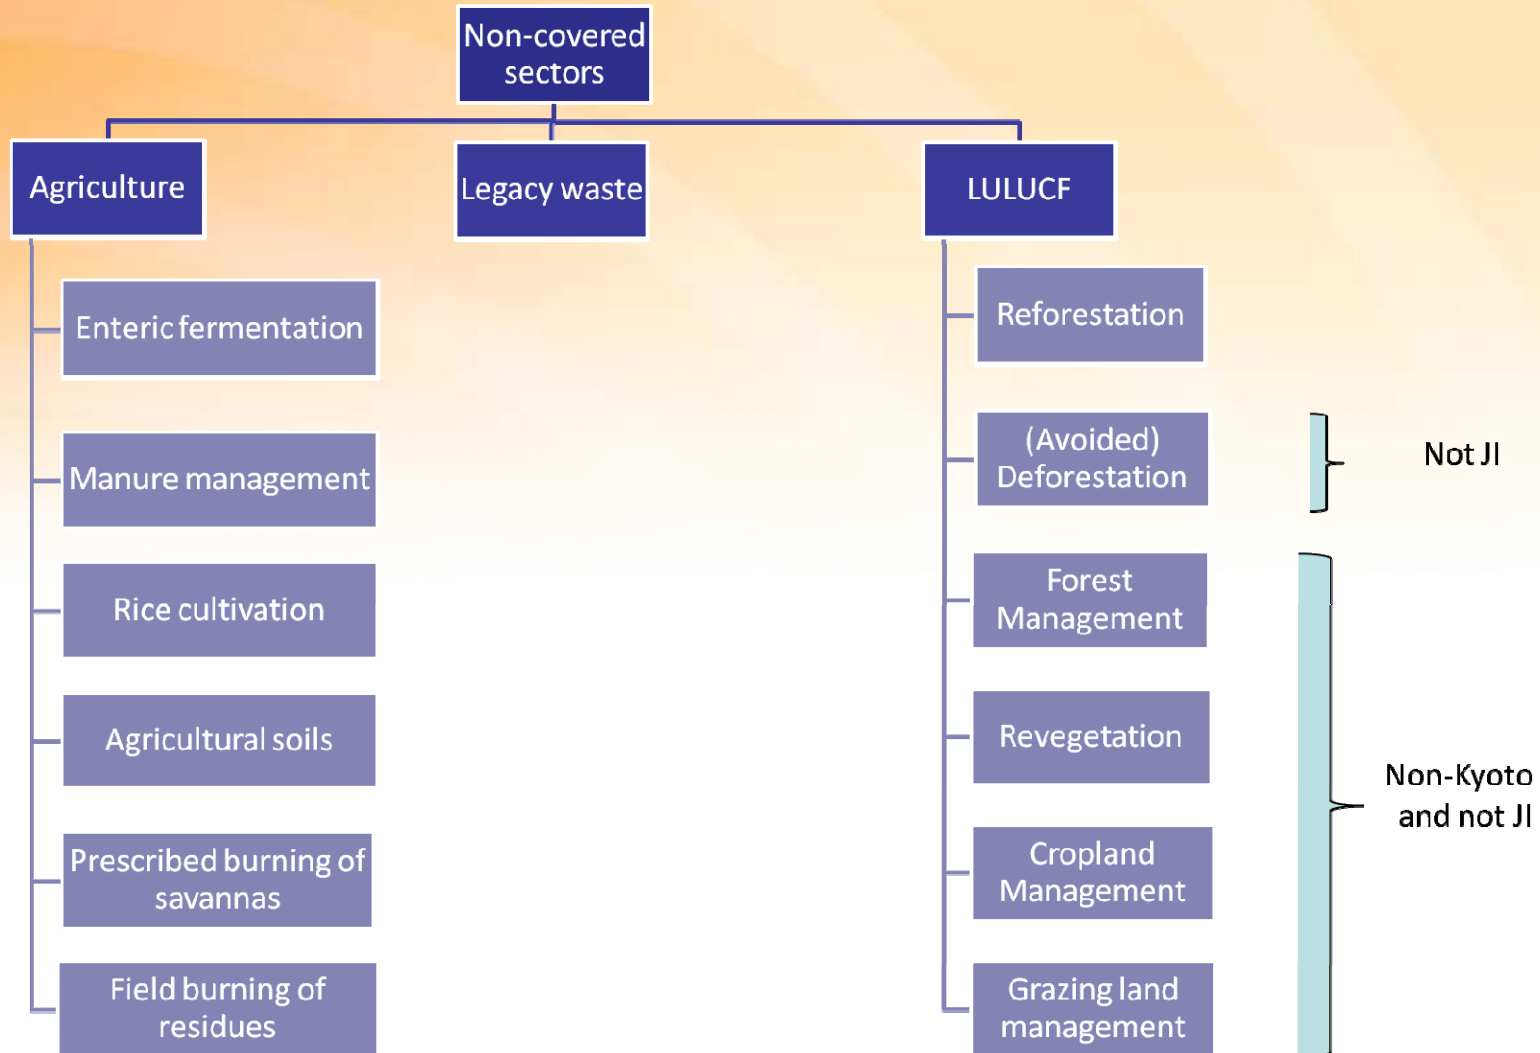 Non-covered
sectors
Agriculture
Legacy waste
LULUCF
Enteric fermentation
Manure management
Rice cultivation
Agricultural soils
Prescribed burning of
savannas
Field burning of
residues
Reforestation
(Avoided)
Deforestation
Forest
Management
Revegetation
Cropland
Management
Grazing land
management
Not JI
Non-Kyoto
and not JI